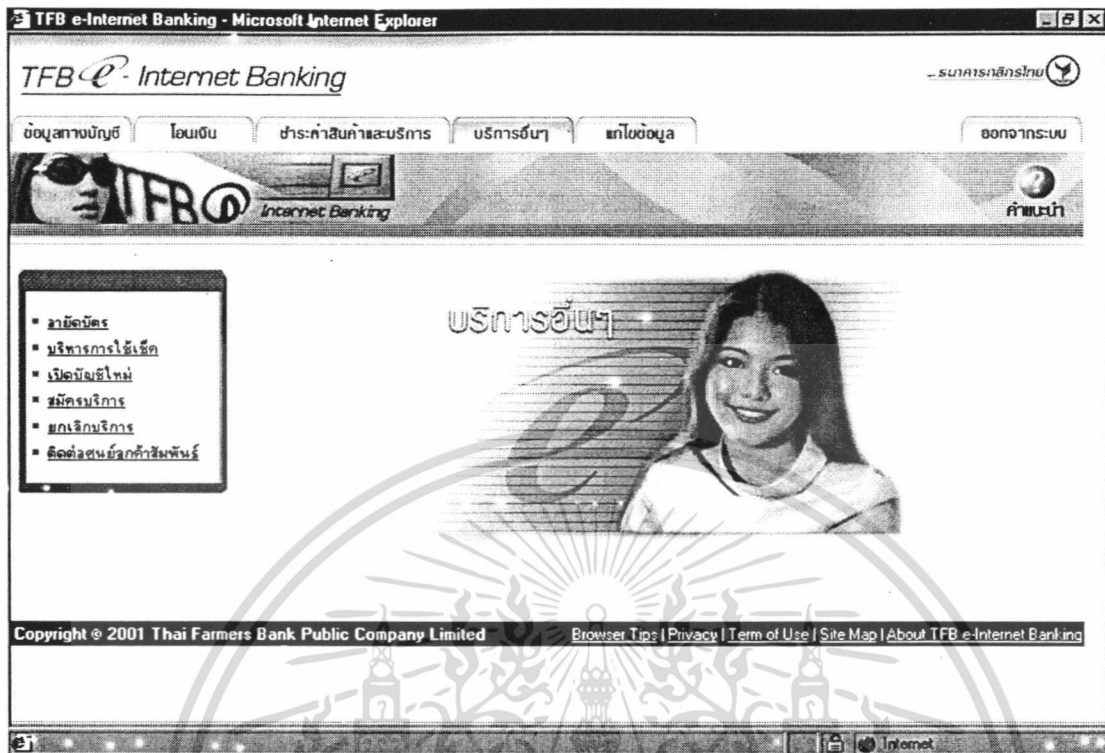 TFB e-Internet Banking - Microsoft Internet Explorer
TFB e - Internet Banking
...ธนาคารกสิกรไทย
ข้อมูลทางบัญชี โอนเงิน ชำระค่าสินค้าและบริการ บริการอื่นๆ แก้ไขข้อมูล ออกจากระบบ
TFB e
Internet Banking
คำแนะนำ
บริการอื่นๆ
อายัดบัตร
บริหารการใช้เช็ค
เปิดบัญชีใหม่
สมัครบริการ
ยกเลิกบริการ
ติดต่อศูนย์ลูกค้าสัมพันธ์
Copyright © 2001 Thai Farmers Bank Public Company Limited Browser Tips | Privacy | Term of Use | Site Map | About TFB e-Internet Banking
Internet